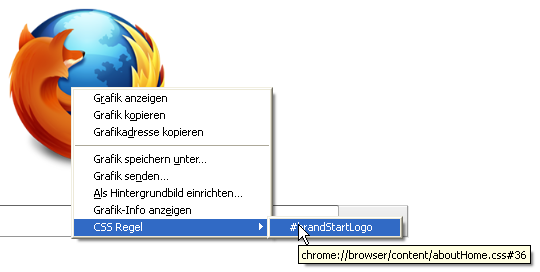 Grafik anzeigen
Grafik kopieren
Grafikadresse kopieren
Grafik speichern unter...
Grafik senden...
Als Hintergrundbild einrichten...
Grafik-Info anzeigen
CSS Regel
#brandStartLogo
chrome://browser/content/aboutHome.css#36